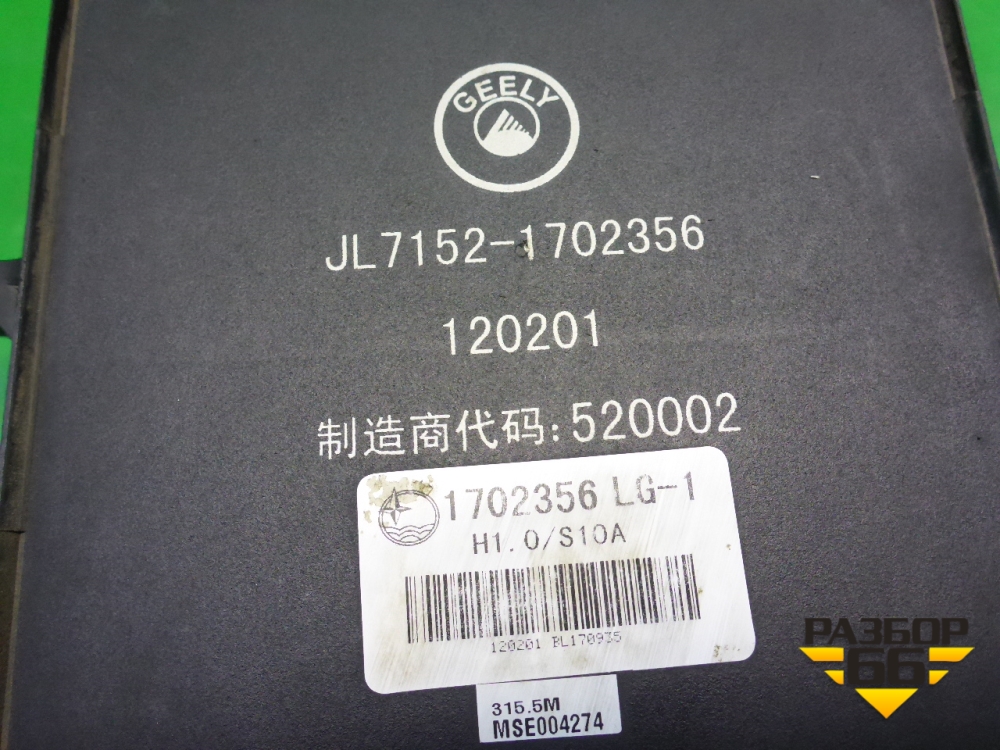 GEELY
JL7152-1702356
120201
制造商代码:520002
1702356 LG-1
H1.0/S10A
120201 BL170935
315.5M
MSE004274
РАЗБОР
66